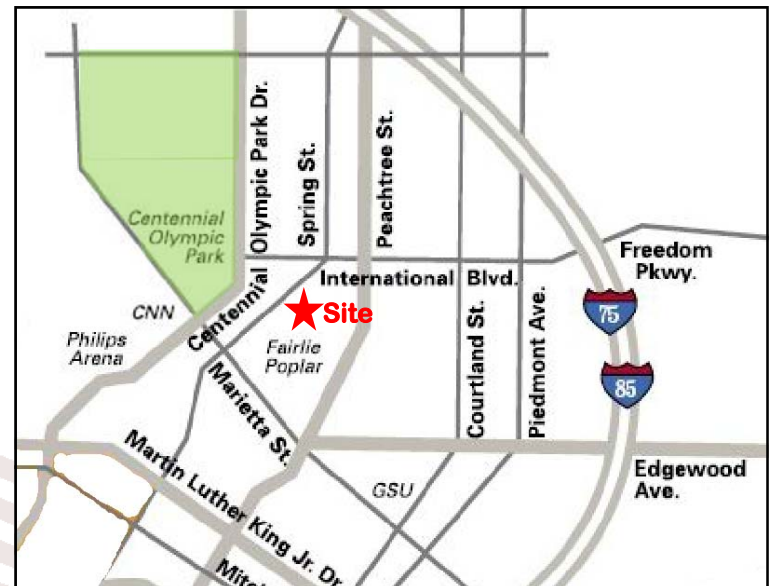 Centennial Olympic Park Dr.
Spring St.
Peachtree St.
Centennial
Olympic
Park
Freedom
Pkwy.
International Blvd.
CNN
Site
75
Philips
Arena
Fairlie
Poplar
Courtland St.
Piedmont Ave.
85
Marietta St.
Martin Luther King Jr. Dr.
GSU
Edgewood
Ave.